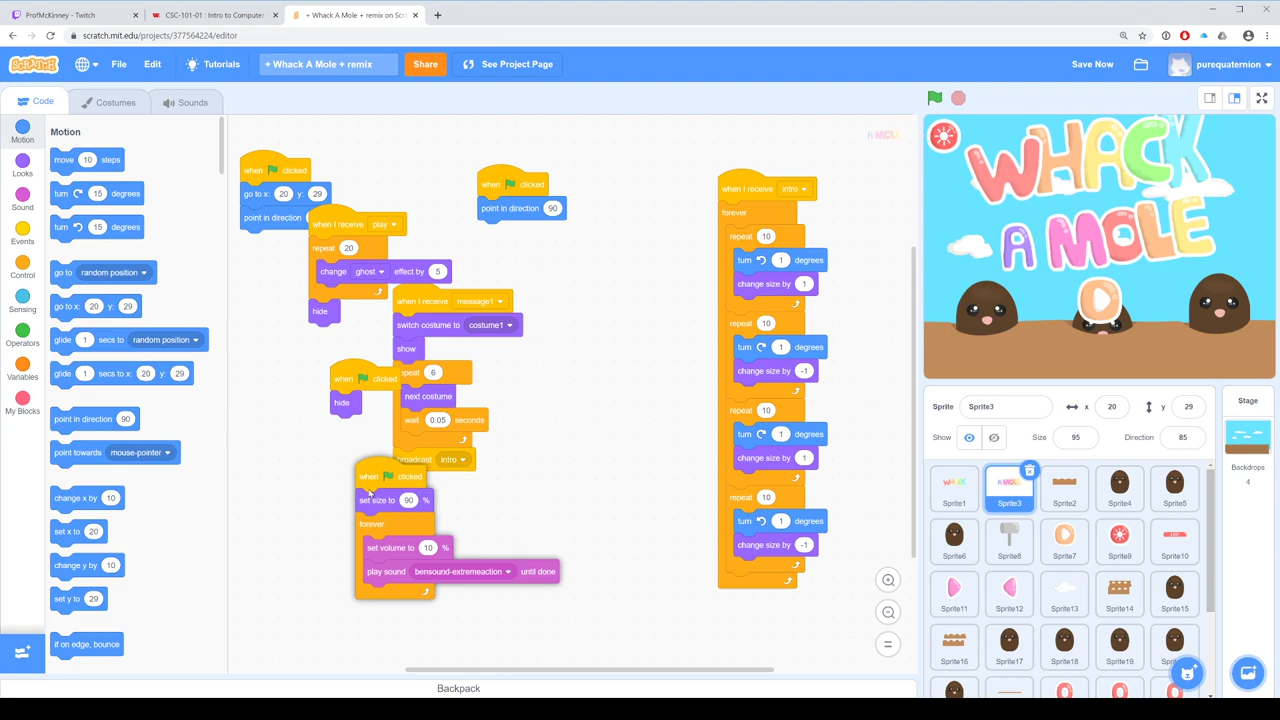 ProfMcKinney - Twitch
CSC-101-01 : Intro to Computer
+ Whack A Mole + remix on Scra
scratch.mit.edu/projects/377564224/editor
SCRATCH File Edit Tutorials + Whack A Mole + remix Share See Project Page Save Now purequaternion
Code Costumes Sounds
Motion
Looks
Sound
Events
Control
Sensing
Operators
Variables
My Blocks
Motion
move 10 steps
turn 15 degrees
turn 15 degrees
go to random position
go to x: 20 y: 29
glide 1 secs to random position
glide 1 secs to x: 20 y: 29
point in direction 90
point towards mouse-pointer
change x by 10
set x to 20
change y by 10
set y to 29
if on edge, bounce
when clicked
go to x: 20 y: 29
point in direction
when I receive play
repeat 20
change ghost effect by 5
hide
when I receive message1
switch costume to costume1
show
repeat 6
next costume
wait 0.05 seconds
broadcast intro
when clicked
hide
when clicked
set size to 90 %
forever
set volume to 10 %
play sound bensound-extremeaction until done
when clicked
point in direction 90
A MOLE
when I receive intro
forever
repeat 10
turn 1 degrees
change size by 1
repeat 10
turn 1 degrees
change size by -1
repeat 10
turn 1 degrees
change size by 1
repeat 10
turn 1 degrees
change size by -1
Backpack
WHACK
A MOLE
Sprite Sprite3 x 20 y 29
Show Size 95 Direction 85
Sprite1 Sprite3 Sprite2 Sprite4 Sprite5
Sprite6 Sprite8 Sprite7 Sprite9 Sprite10
Sprite11 Sprite12 Sprite13 Sprite14 Sprite15
Sprite16 Sprite17 Sprite18 Sprite19
Stage
Backdrops
4